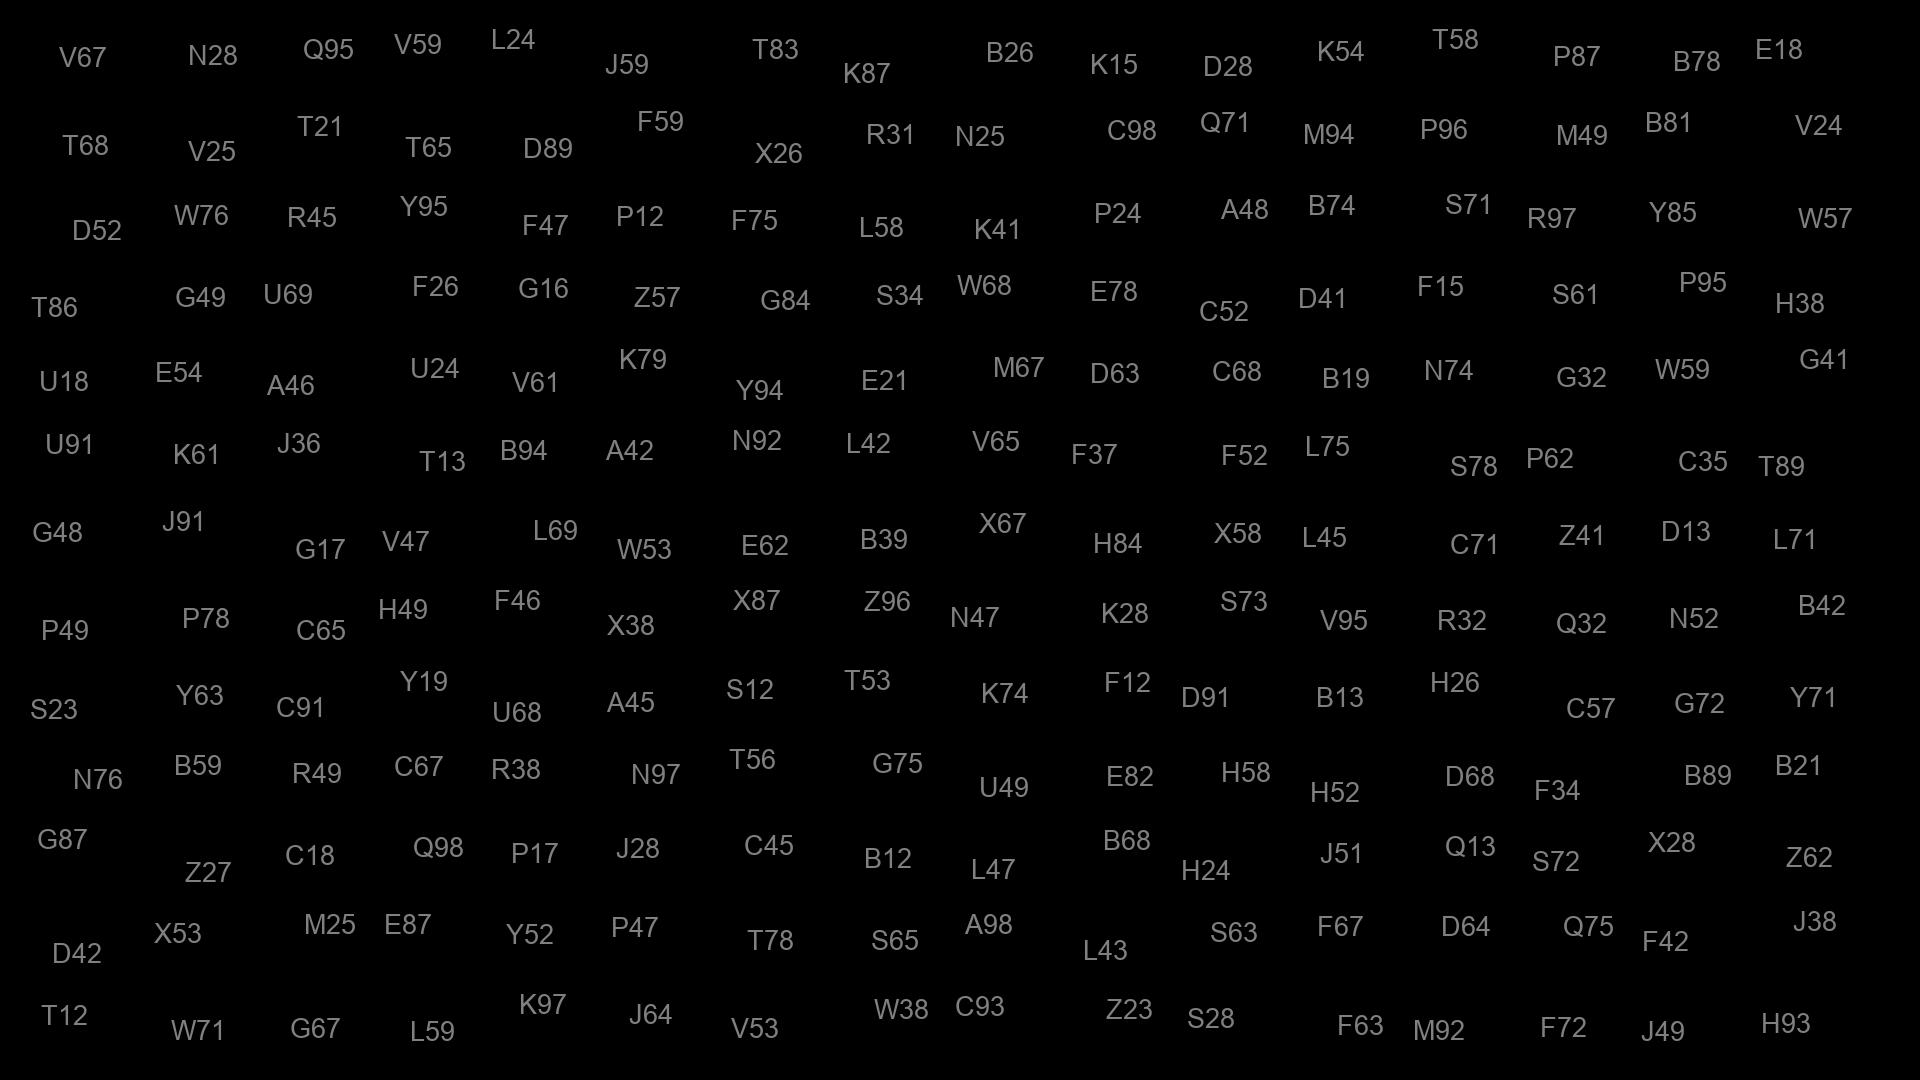 V67 N28 Q95 V59 L24 J59 T83 K87 B26 K15 D28 K54 T58 P87 B78 E18
T68 V25 T21 T65 D89 F59 X26 R31 N25 C98 Q71 M94 P96 M49 B81 V24
D52 W76 R45 Y95 F47 P12 F75 L58 K41 P24 A48 B74 S71 R97 Y85 W57
T86 G49 U69 F26 G16 Z57 G84 S34 W68 E78 C52 D41 F15 S61 P95 H38
U18 E54 A46 U24 V61 K79 Y94 E21 M67 D63 C68 B19 N74 G32 W59 G41
U91 K61 J36 T13 B94 A42 N92 L42 V65 F37 F52 L75 S78 P62 C35 T89
G48 J91 G17 V47 L69 W53 E62 B39 X67 H84 X58 L45 C71 Z41 D13 L71
P49 P78 C65 H49 F46 X38 X87 Z96 N47 K28 S73 V95 R32 Q32 N52 B42
S23 Y63 C91 Y19 U68 A45 S12 T53 K74 F12 D91 B13 H26 C57 G72 Y71
N76 B59 R49 C67 R38 N97 T56 G75 U49 E82 H58 H52 D68 F34 B89 B21
G87 Z27 C18 Q98 P17 J28 C45 B12 L47 B68 H24 J51 Q13 S72 X28 Z62
D42 X53 M25 E87 Y52 P47 T78 S65 A98 L43 S63 F67 D64 Q75 F42 J38
T12 W71 G67 L59 K97 J64 V53 W38 C93 Z23 S28 F63 M92 F72 J49 H93